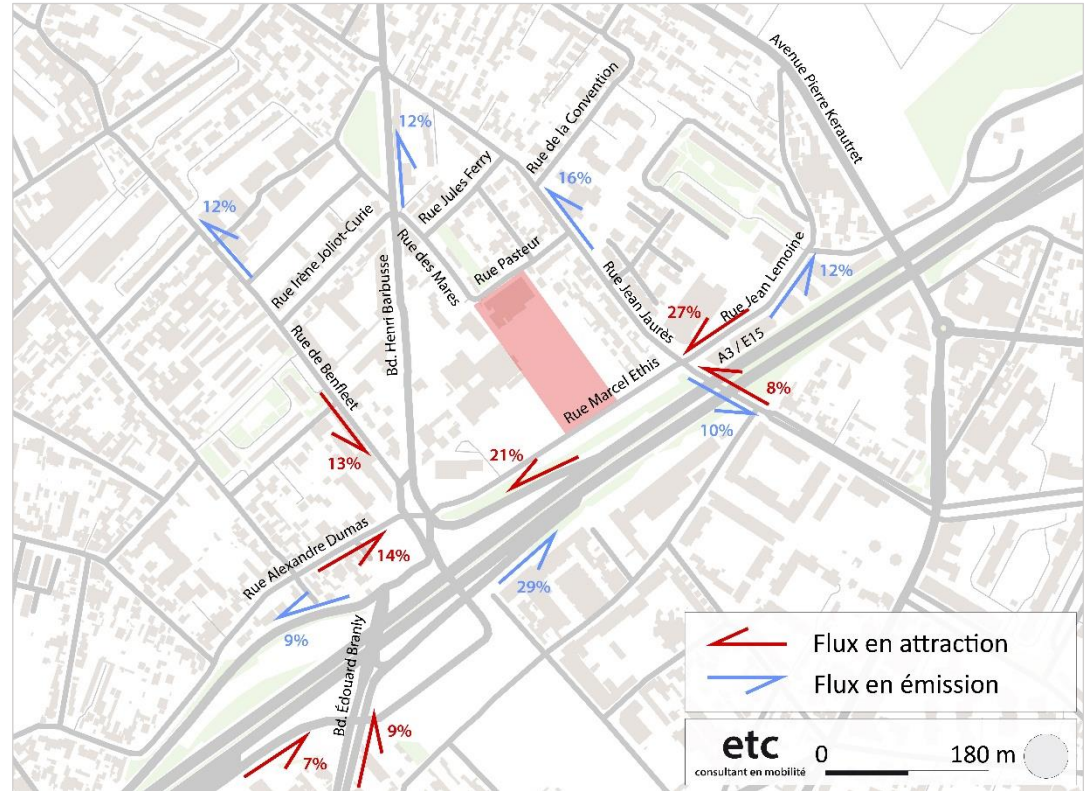 Avenue Pierre Kerautret
Rue de la Convention
12%
Rue Jules Ferry
16%
12%
Rue Irène Joliot-Curie
Rue des Mares
Rue Pasteur
Bd. Henri Barbusse
Rue Jean Jaurès
Rue Jean Lemoine
12%
27%
A3 / E15
Rue de Benfleet
Rue Marcel Ethis
8%
10%
13%
21%
Rue Alexandre Dumas
14%
29%
9%
Bd. Édouard Branly
9%
7%
Flux en attraction
Flux en émission
etc
consultant en mobilité
0 180 m